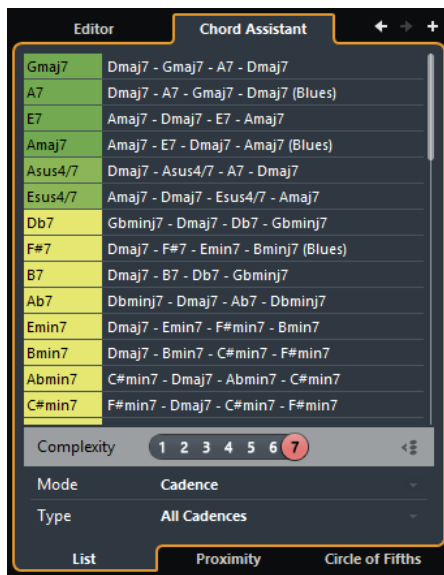 Editor Chord Assistant
Gmaj7 Dmaj7 - Gmaj7 - A7 - Dmaj7
A7 Dmaj7 - A7 - Gmaj7 - Dmaj7 (Blues)
E7 Amaj7 - Dmaj7 - E7 - Amaj7
Amaj7 Amaj7 - E7 - Dmaj7 - Amaj7 (Blues)
Asus4/7 Dmaj7 - Asus4/7 - A7 - Dmaj7
Esus4/7 Amaj7 - Dmaj7 - Esus4/7 - Amaj7
Db7 Gbminj7 - Dmaj7 - Db7 - Gbminj7
F#7 Dmaj7 - F#7 - Emin7 - Bminj7 (Blues)
B7 Dmaj7 - B7 - Db7 - Gbminj7
Ab7 Dbminj7 - Dmaj7 - Ab7 - Dbminj7
Emin7 Dmaj7 - Emin7 - F#min7 - Bmin7
Bmin7 Dmaj7 - Bmin7 - C#min7 - F#min7
Abmin7 C#min7 - Dmaj7 - Abmin7 - C#min7
C#min7 F#min7 - Dmaj7 - C#min7 - F#min7
Complexity 1 2 3 4 5 6 7
Mode Cadence
Type All Cadences
List Proximity Circle of Fifths